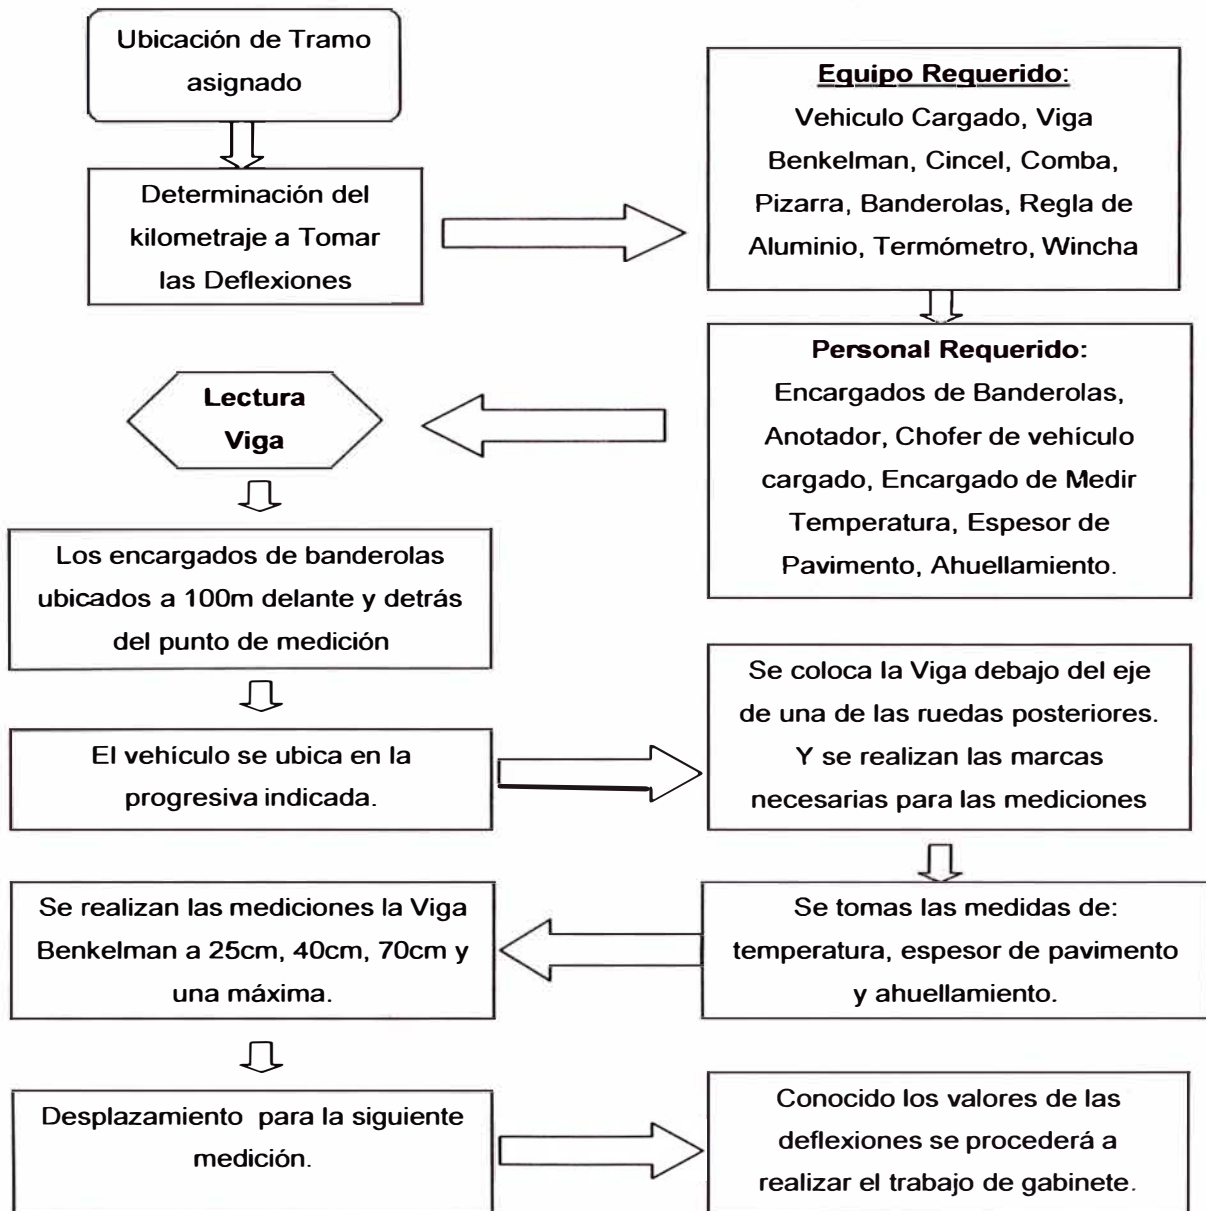 Ubicación de Tramo
asignado
Determinación del
kilometraje a Tomar
las Deflexiones
Equipo Requerido:
Vehiculo Cargado, Viga
Benkelman, Cincel, Comba,
Pizarra, Banderolas, Regla de
Aluminio, Termómetro, Wincha
Personal Requerido:
Encargados de Banderolas,
Anotador, Chofer de vehículo
cargado, Encargado de Medir
Temperatura, Espesor de
Pavimento, Ahuellamiento.
Lectura
Viga
Los encargados de banderolas
ubicados a 100m delante y detrás
del punto de medición
El vehículo se ubica en la
progresiva indicada.
Se coloca la Viga debajo del eje
de una de las ruedas posteriores.
Y se realizan las marcas
necesarias para las mediciones
Se tomas las medidas de:
temperatura, espesor de pavimento
y ahuellamiento.
Se realizan las mediciones la Viga
Benkelman a 25cm, 40cm, 70cm y
una máxima.
Desplazamiento para la siguiente
medición.
Conocido los valores de las
deflexiones se procederá a
realizar el trabajo de gabinete.